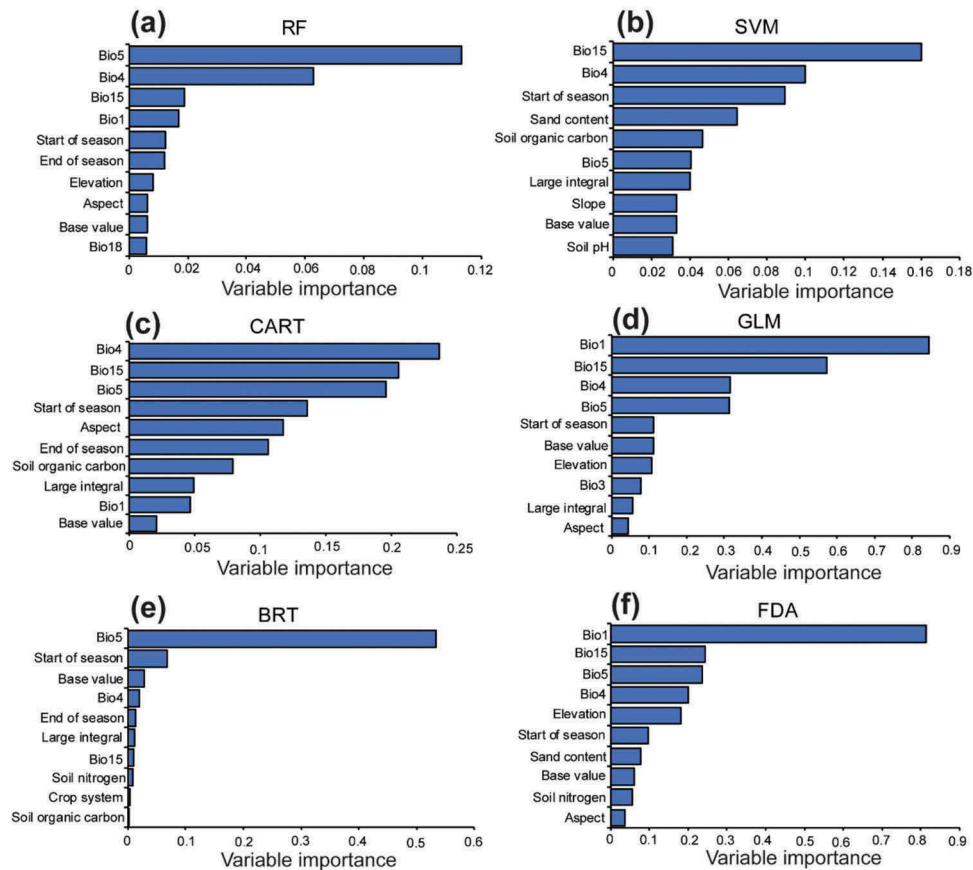 (a)
RF
Bio5
Bio4
Bio15
Bio1
Start of season
End of season
Elevation
Aspect
Base value
Bio18
0 0.02 0.04 0.06 0.08 0.1 0.12
Variable importance
(b)
SVM
Bio15
Bio4
Start of season
Sand content
Soil organic carbon
Bio5
Large integral
Slope
Base value
Soil pH
0 0.02 0.04 0.06 0.08 0.1 0.12 0.14 0.16 0.18
Variable importance
(c)
CART
Bio4
Bio15
Bio5
Start of season
Aspect
End of season
Soil organic carbon
Large integral
Bio1
Base value
0 0.05 0.1 0.15 0.2 0.25
Variable importance
(d)
GLM
Bio1
Bio15
Bio4
Bio5
Start of season
Base value
Elevation
Bio3
Large integral
Aspect
0 0.1 0.2 0.3 0.4 0.5 0.6 0.7 0.8 0.9
Variable importance
(e)
BRT
Bio5
Start of season
Base value
Bio4
End of season
Large integral
Bio15
Soil nitrogen
Crop system
Soil organic carbon
0 0.1 0.2 0.3 0.4 0.5 0.6
Variable importance
(f)
FDA
Bio1
Bio15
Bio5
Bio4
Elevation
Start of season
Sand content
Base value
Soil nitrogen
Aspect
0 0.1 0.2 0.3 0.4 0.5 0.6 0.7 0.8 0.9
Variable importance